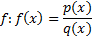 f: f(x) = p(x)/q(x)